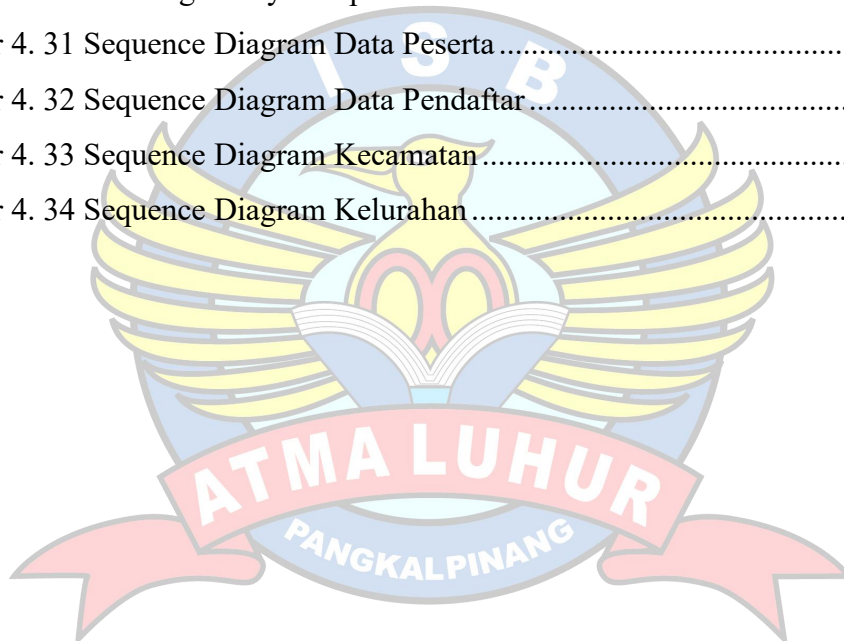 4. 31 Sequence Diagram Data Peserta
4. 32 Sequence Diagram Data Pendaftar
4. 33 Sequence Diagram Kecamatan
4. 34 Sequence Diagram Kelurahan
I S B
ATMA LUHUR
PANGKALPINANG